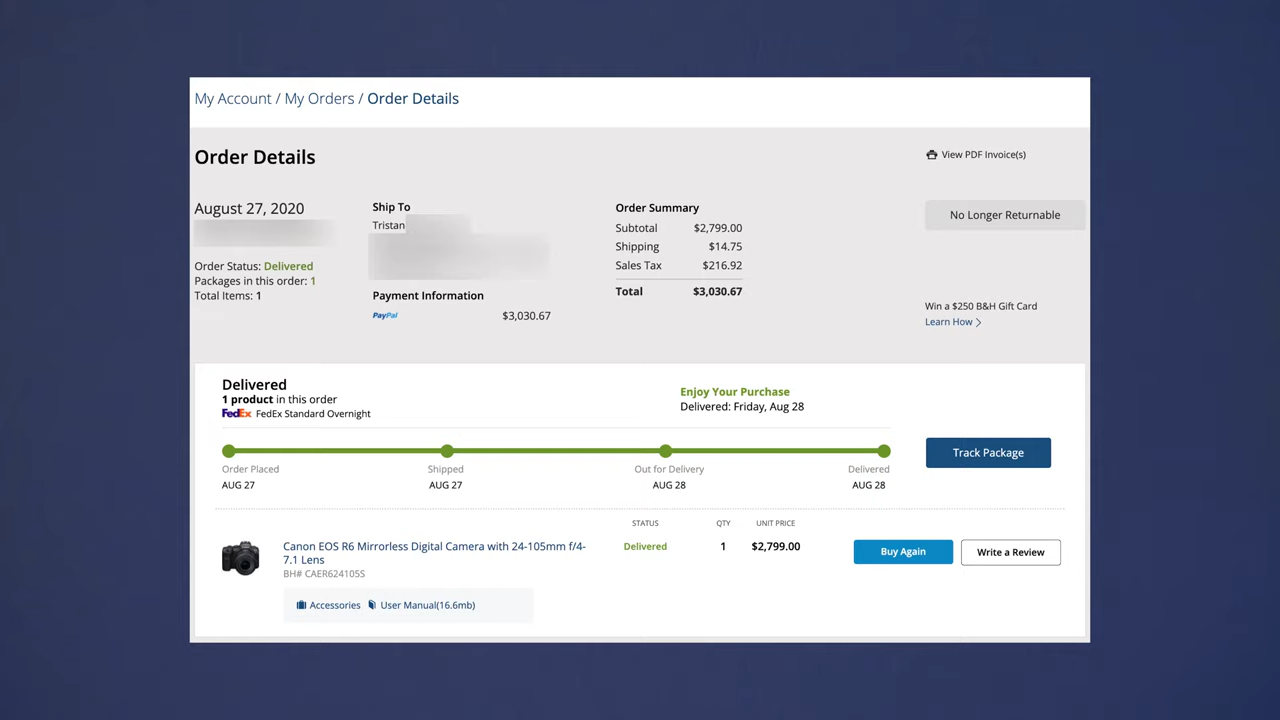 My Account / My Orders / Order Details
Order Details
View PDF Invoice(s)
August 27, 2020
Order Status: Delivered
Packages in this order: 1
Total Items: 1
Ship To
Tristan
Payment Information
PayPal $3,030.67
Order Summary
Subtotal $2,799.00
Shipping $14.75
Sales Tax $216.92
Total $3,030.67
No Longer Returnable
Win a $250 B&H Gift Card
Learn How >
Delivered
1 product in this order
FedEx FedEx Standard Overnight
Enjoy Your Purchase
Delivered: Friday, Aug 28
Order Placed Shipped Out for Delivery Delivered
AUG 27 AUG 27 AUG 28 AUG 28
Track Package
STATUS QTY UNIT PRICE
Canon EOS R6 Mirrorless Digital Camera with 24-105mm f/4-
7.1 Lens
BH# CAER624105S
Delivered 1 $2,799.00
Buy Again Write a Review
Accessories User Manual(16.6mb)